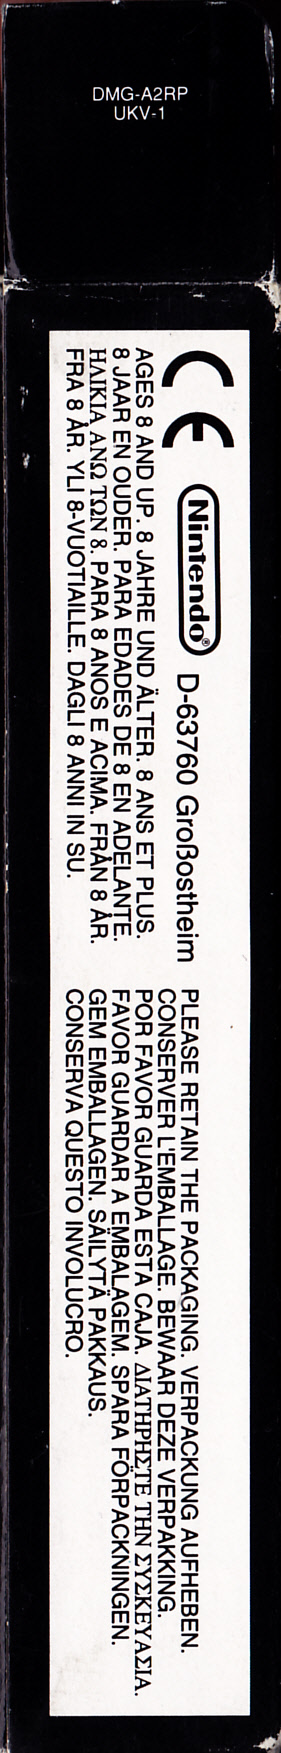 DMG-A2RP
UKV-1
CE Nintendo® D-63760 Großostheim
AGES 8 AND UP. 8 JAHRE UND ÄLTER. 8 ANS ET PLUS.
8 JAAR EN OUDER. PARA EDADES DE 8 EN ADELANTE.
ΗΛΙΚΙΑ ΑΝΩ ΤΩΝ 8. PARA 8 ANOS E ACIMA. FRÅN 8 ÅR.
FRA 8 ÅR. YLI 8-VUOTIAILLE. DAGLI 8 ANNI IN SU.
PLEASE RETAIN THE PACKAGING. VERPACKUNG AUFHEBEN.
CONSERVER L'EMBALLAGE. BEWAAR DEZE VERPAKKING.
POR FAVOR GUARDA ESTA CAJA. ΔΙΑΤΗΡΗΣΤΕ ΤΗΝ ΣΥΣΚΕΥΑΣΙΑ.
FAVOR GUARDAR A EMBALAGEM. SPARA FÖRPACKNINGEN.
GEM EMBALLAGEN. SÄILYTÄ PAKKAUS.
CONSERVA QUESTO INVOLUCRO.